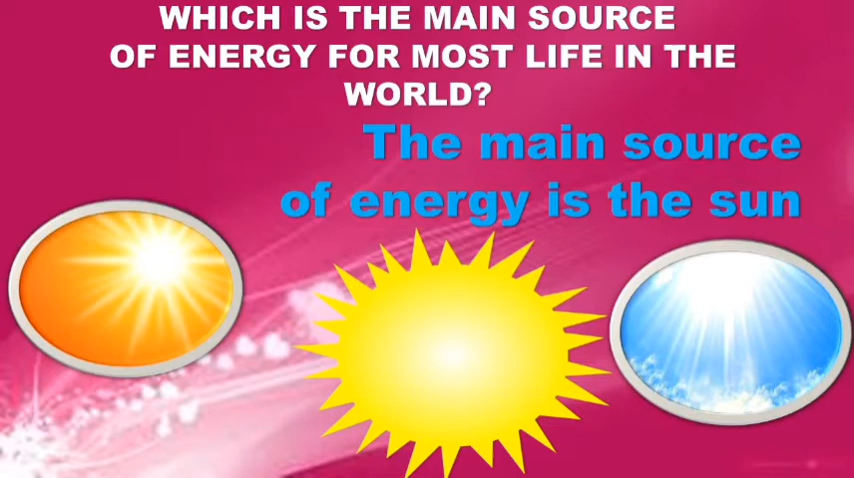 WHICH IS THE MAIN SOURCE
OF ENERGY FOR MOST LIFE IN THE
WORLD?
The main source
of energy is the sun